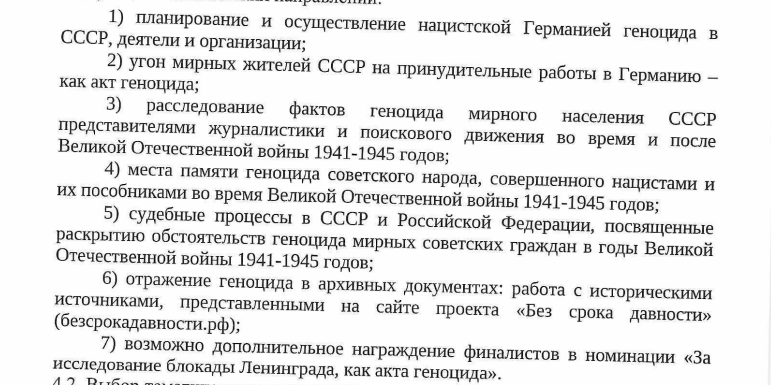 1) планирование и осуществление нацистской Германией геноцида в
СССР, деятели и организации;
2) угон мирных жителей СССР на принудительные работы в Германию –
как акт геноцида;
3) расследование фактов геноцида мирного населения СССР
представителями журналистики и поискового движения во время и после
Великой Отечественной войны 1941-1945 годов;
4) места памяти геноцида советского народа, совершенного нацистами и
их пособниками во время Великой Отечественной войны 1941-1945 годов;
5) судебные процессы в СССР и Российской Федерации, посвященные
раскрытию обстоятельств геноцида мирных советских граждан в годы Великой
Отечественной войны 1941-1945 годов;
6) отражение геноцида в архивных документах: работа с историческими
источниками, представленными на сайте проекта «Без срока давности»
(безсрокадавности.рф);
7) возможно дополнительное награждение финалистов в номинации «За
исследование блокады Ленинграда, как акта геноцида».
4.2. Выбор